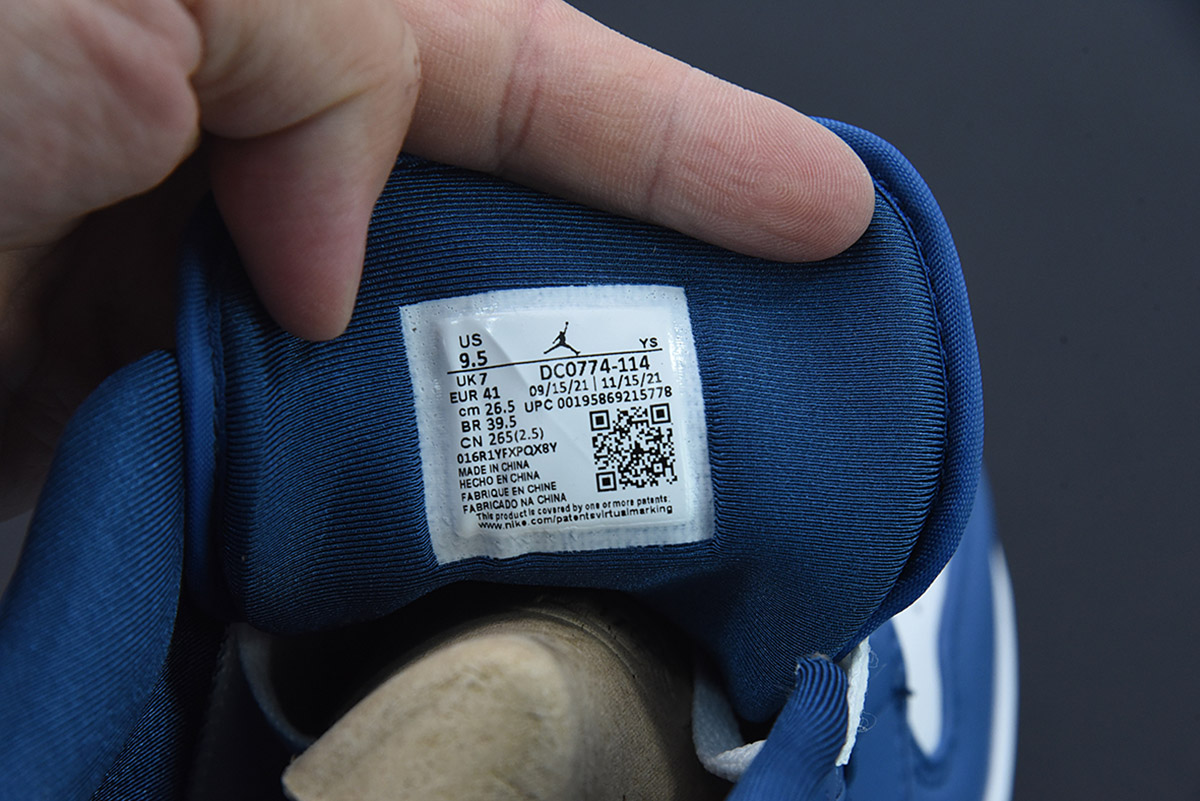 US
9.5
YS
UK 7
DC0774-114
EUR 41
09/15/21 | 11/15/21
cm 26.5
UPC 00195869215778
BR 39.5
CN 265(2.5)
016R1YFXPQX8Y
MADE IN CHINA
HECHO EN CHINA
FABRIQUE EN CHINE
FABRICADO NA CHINA
This product is covered by one or more patents.
www.nike.com/patentsvirtualmarking